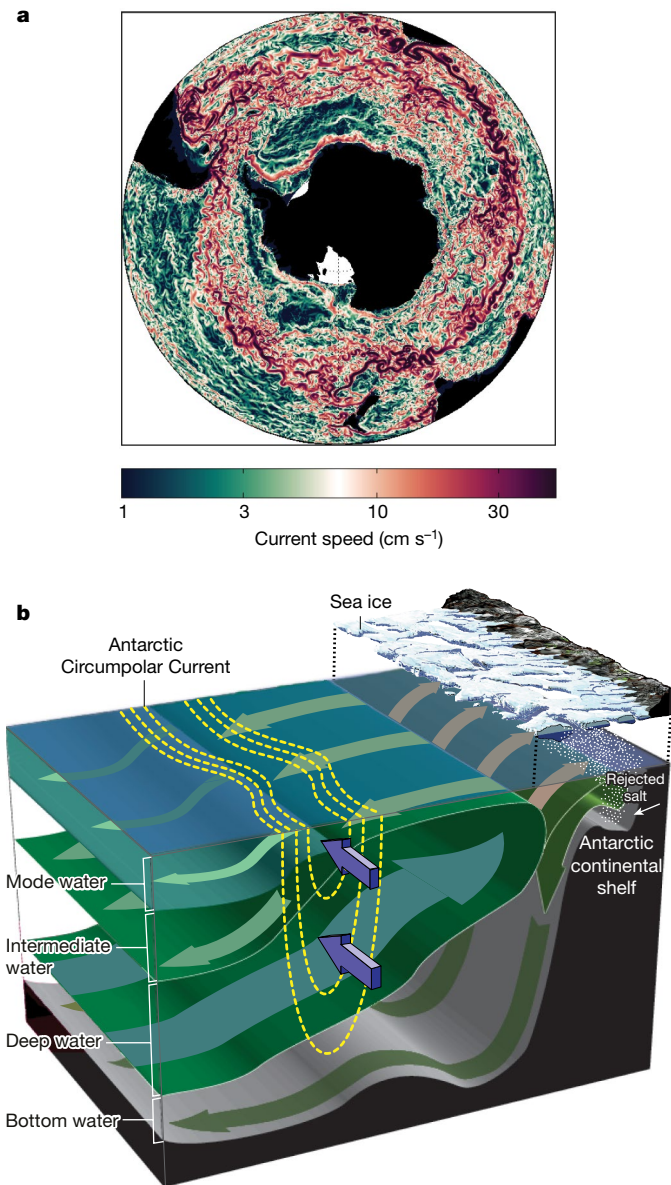 a
1
3
10
30
Current speed (cm s⁻¹)
b
Sea ice
Antarctic
Circumpolar Current
Rejected
salt
Antarctic
continental
shelf
Mode water
Intermediate
water
Deep water
Bottom water